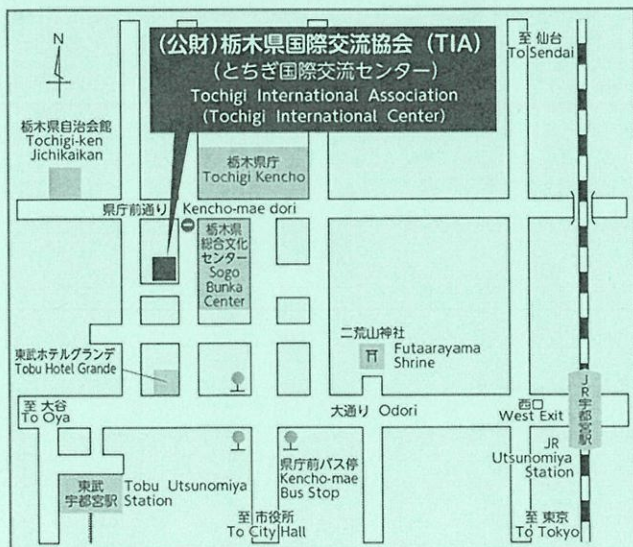 (公財)栃木県国際交流協会 (TIA)
(とちぎ国際交流センター)
Tochigi International Association
(Tochigi International Center)
N
至 仙台
To Sendai
栃木県自治会館
Tochigi-ken
Jichikaikan
栃木県庁
Tochigi Kencho
県庁前通り Kencho-mae dori
栃木県
総合文化
センター
Sogo
Bunka
Center
二荒山神社
Futaarayama
Shrine
東武ホテルグランデ
Tobu Hotel Grande
至 大谷
To Oya
大通り Odori
西口
West Exit
JR宇都宮駅
JR
Utsunomiya
Station
県庁前バス停
Kencho-mae
Bus Stop
東武
宇都宮駅
Tobu Utsunomiya
Station
至 市役所
To City Hall
至 東京
To Tokyo